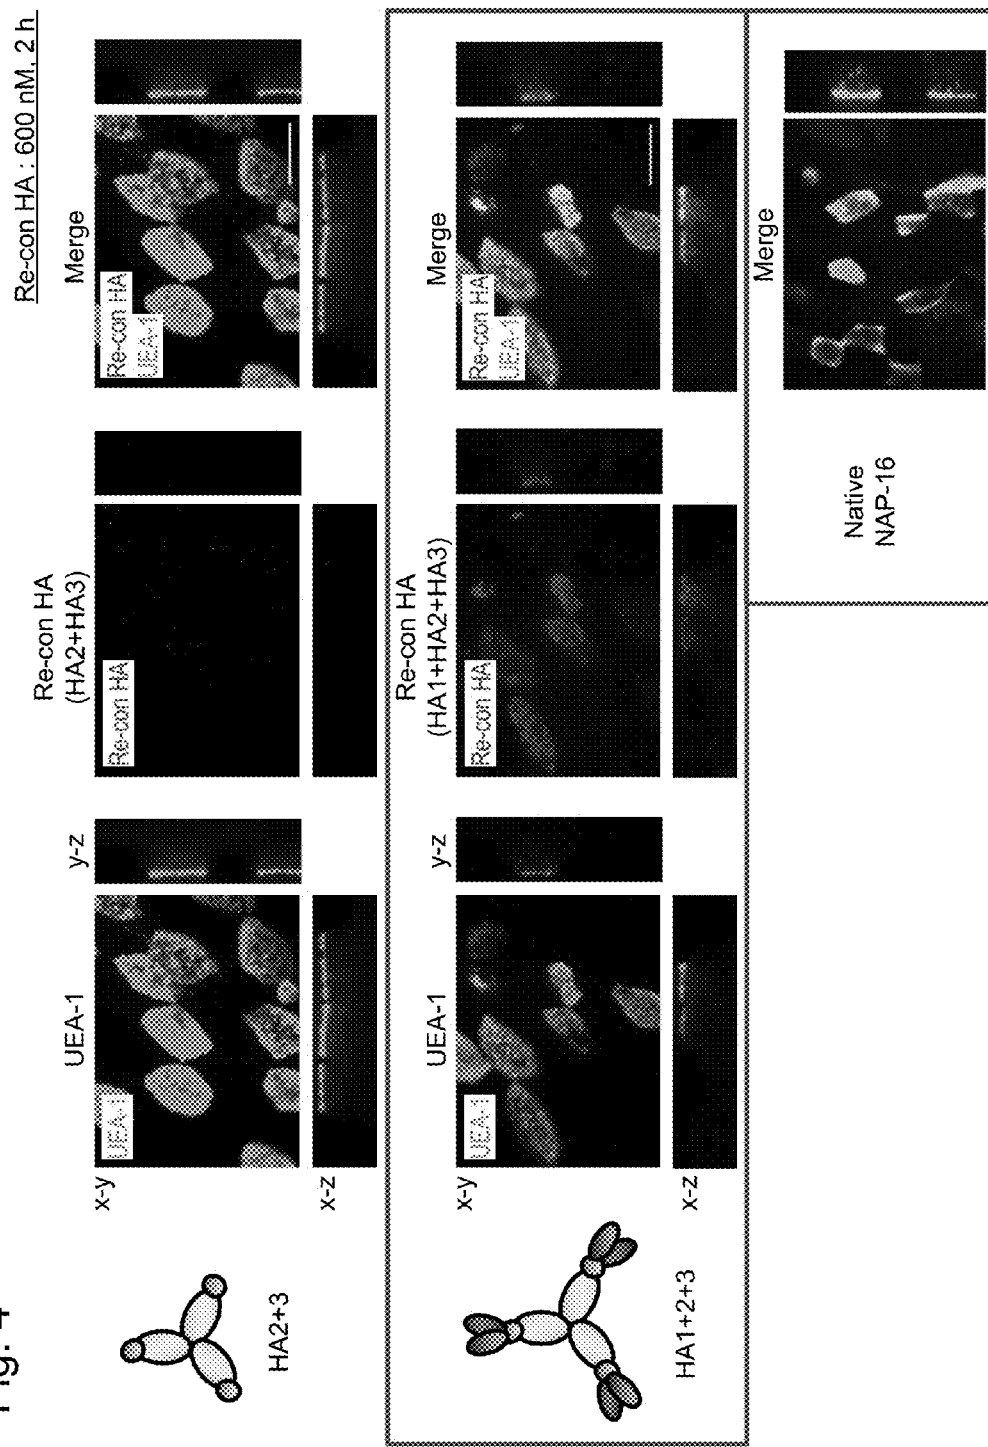 Fig. 4
Re-con HA : 600 nM, 2 h
UEA-1
y-z
Re-con HA
(HA2+HA3)
Merge
x-y
UEA-1
Re-con HA
Re-con HA
UEA-1
x-z
HA2+3
UEA-1
y-z
Re-con HA
(HA1+HA2+HA3)
Merge
x-y
UEA-1
Re-con HA
Re-con HA
UEA-1
x-z
HA1+2+3
Merge
Native
NAP-16